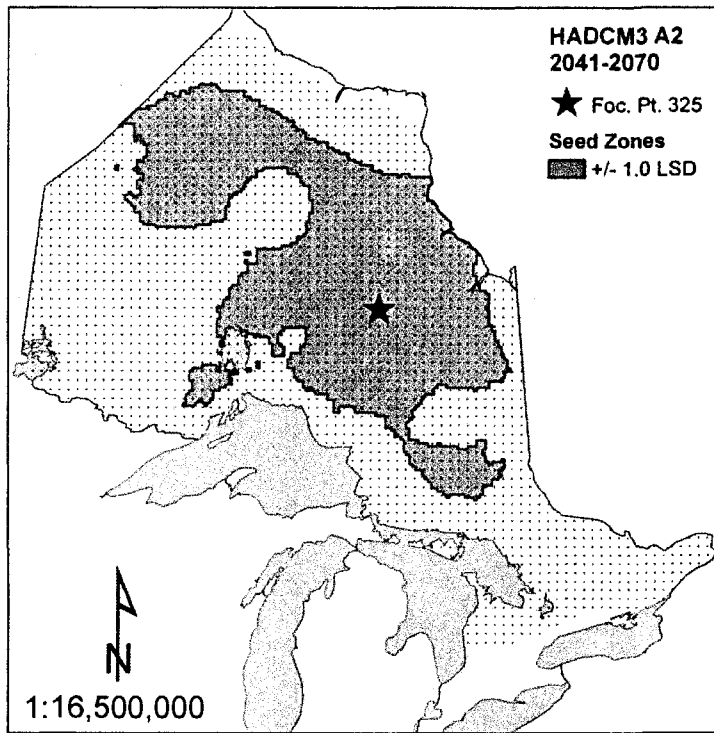 HADCM3 A2
2041-2070
Foc. Pt. 325
Seed Zones
+/- 1.0 LSD
N
1:16,500,000